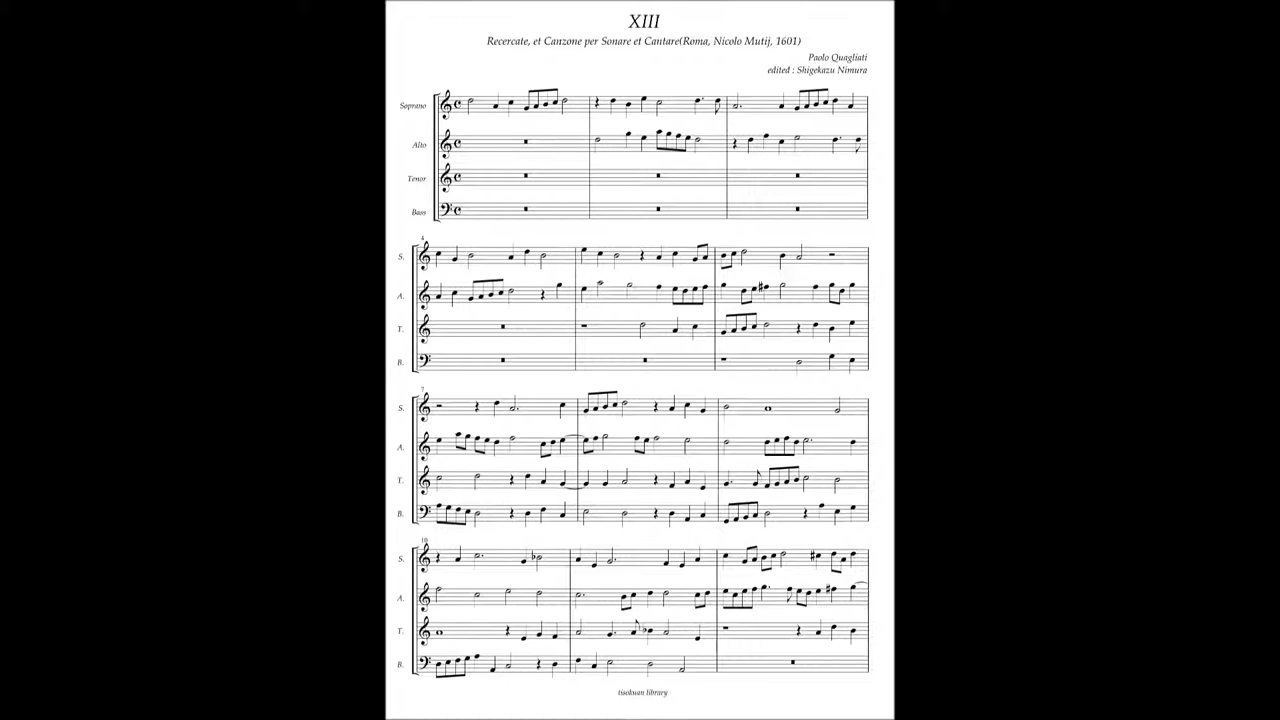 XIII
Recercate, et Canzone per Sonare et Cantare(Roma, Nicolo Mutij, 1601)
Paolo Quagliati
edited : Shigekazu Nimura
Soprano
Alto
Tenor
Bass
4
S.
A.
T.
B.
7
S.
A.
T.
B.
10
S.
A.
T.
B.
tisokuan library